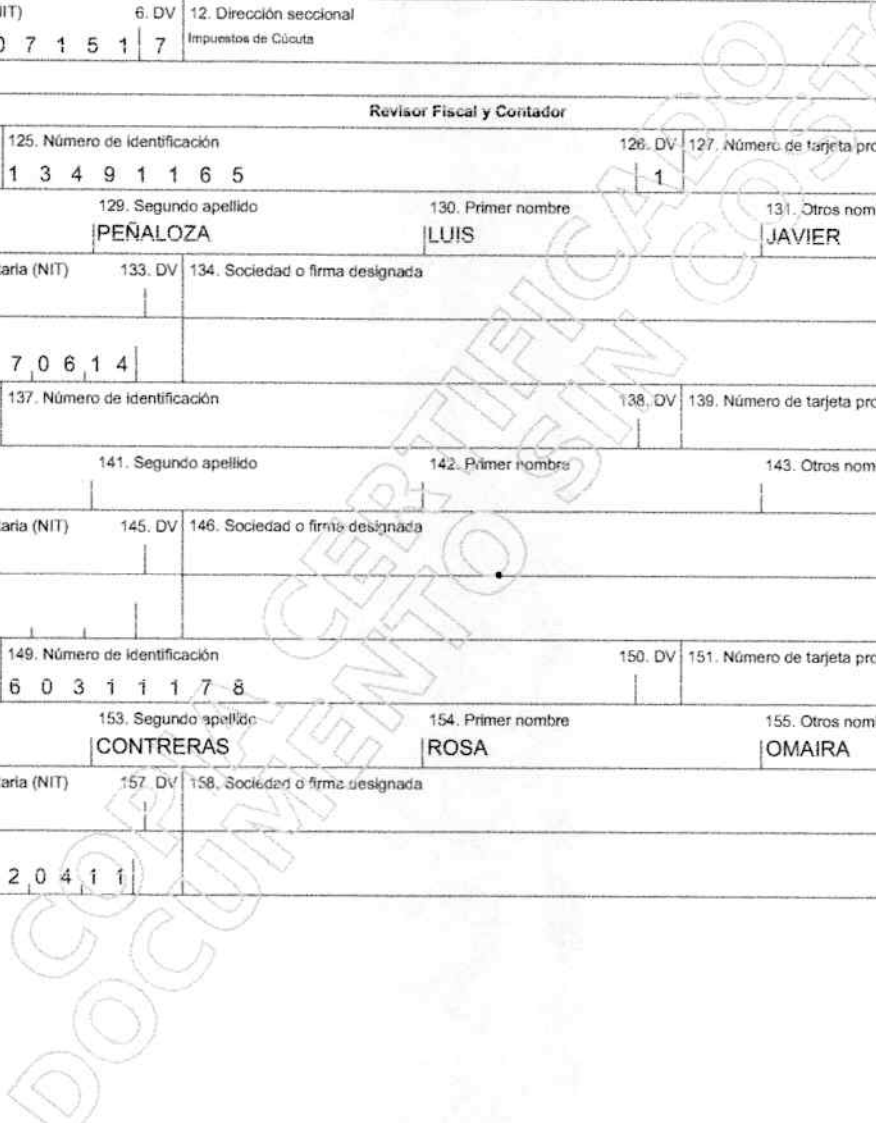 IIT) 6. DV 12. Dirección seccional
0 7 1 5 1 7 Impuestos de Cúcuta
Revisor Fiscal y Contador
125. Número de identificación 126. DV 127. Número de tarjeta pro
1 3 4 9 1 1 6 5 1
129. Segundo apellido 130. Primer nombre 131. Otros nom
PEÑALOZA LUIS JAVIER
taria (NIT) 133. DV 134. Sociedad o firma designada
7 0 6 1 4
137. Número de identificación 138. DV 139. Número de tarjeta pro
141. Segundo apellido 142. Primer nombre 143. Otros nom
taria (NIT) 145. DV 146. Sociedad o firma designada
149. Número de identificación 150. DV 151. Número de tarjeta pro
6 0 3 1 1 1 7 8
153. Segundo apellido 154. Primer nombre 155. Otros nom
CONTRERAS ROSA OMAIRA
taria (NIT) 157. DV 158. Sociedad o firma designada
2 0 4 1 1
COPIA CERTIFICADO
DOCUMENTO SIN COSTO